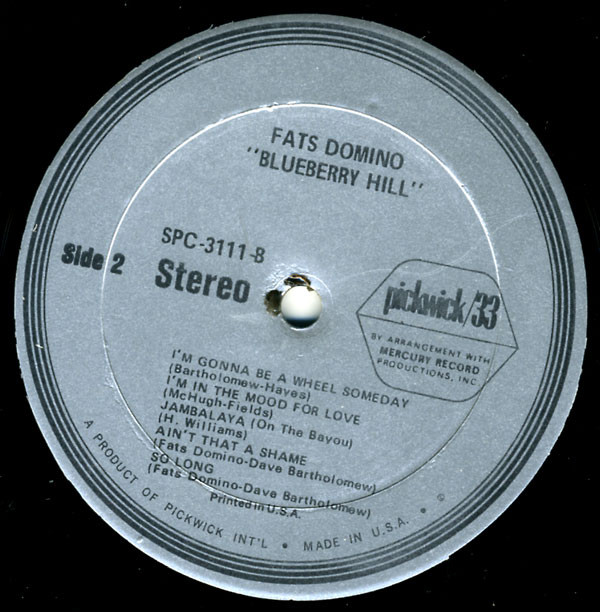 FATS DOMINO
"BLUEBERRY HILL"
SPC-3111-B
Side 2
Stereo
pickwick/33
BY ARRANGEMENT WITH
MERCURY RECORD
PRODUCTIONS, INC
I'M GONNA BE A WHEEL SOMEDAY
(Bartholomew-Hayes)
I'M IN THE MOOD FOR LOVE
(McHugh-Fields)
JAMBALAYA (On The Bayou)
(H. Williams)
AIN'T THAT A SHAME
(Fats Domino-Dave Bartholomew)
SO LONG
(Fats Domino-Dave Bartholomew)
Printed in U.S.A.
A PRODUCT OF PICKWICK INT'L • MADE IN U.S.A. • ℗